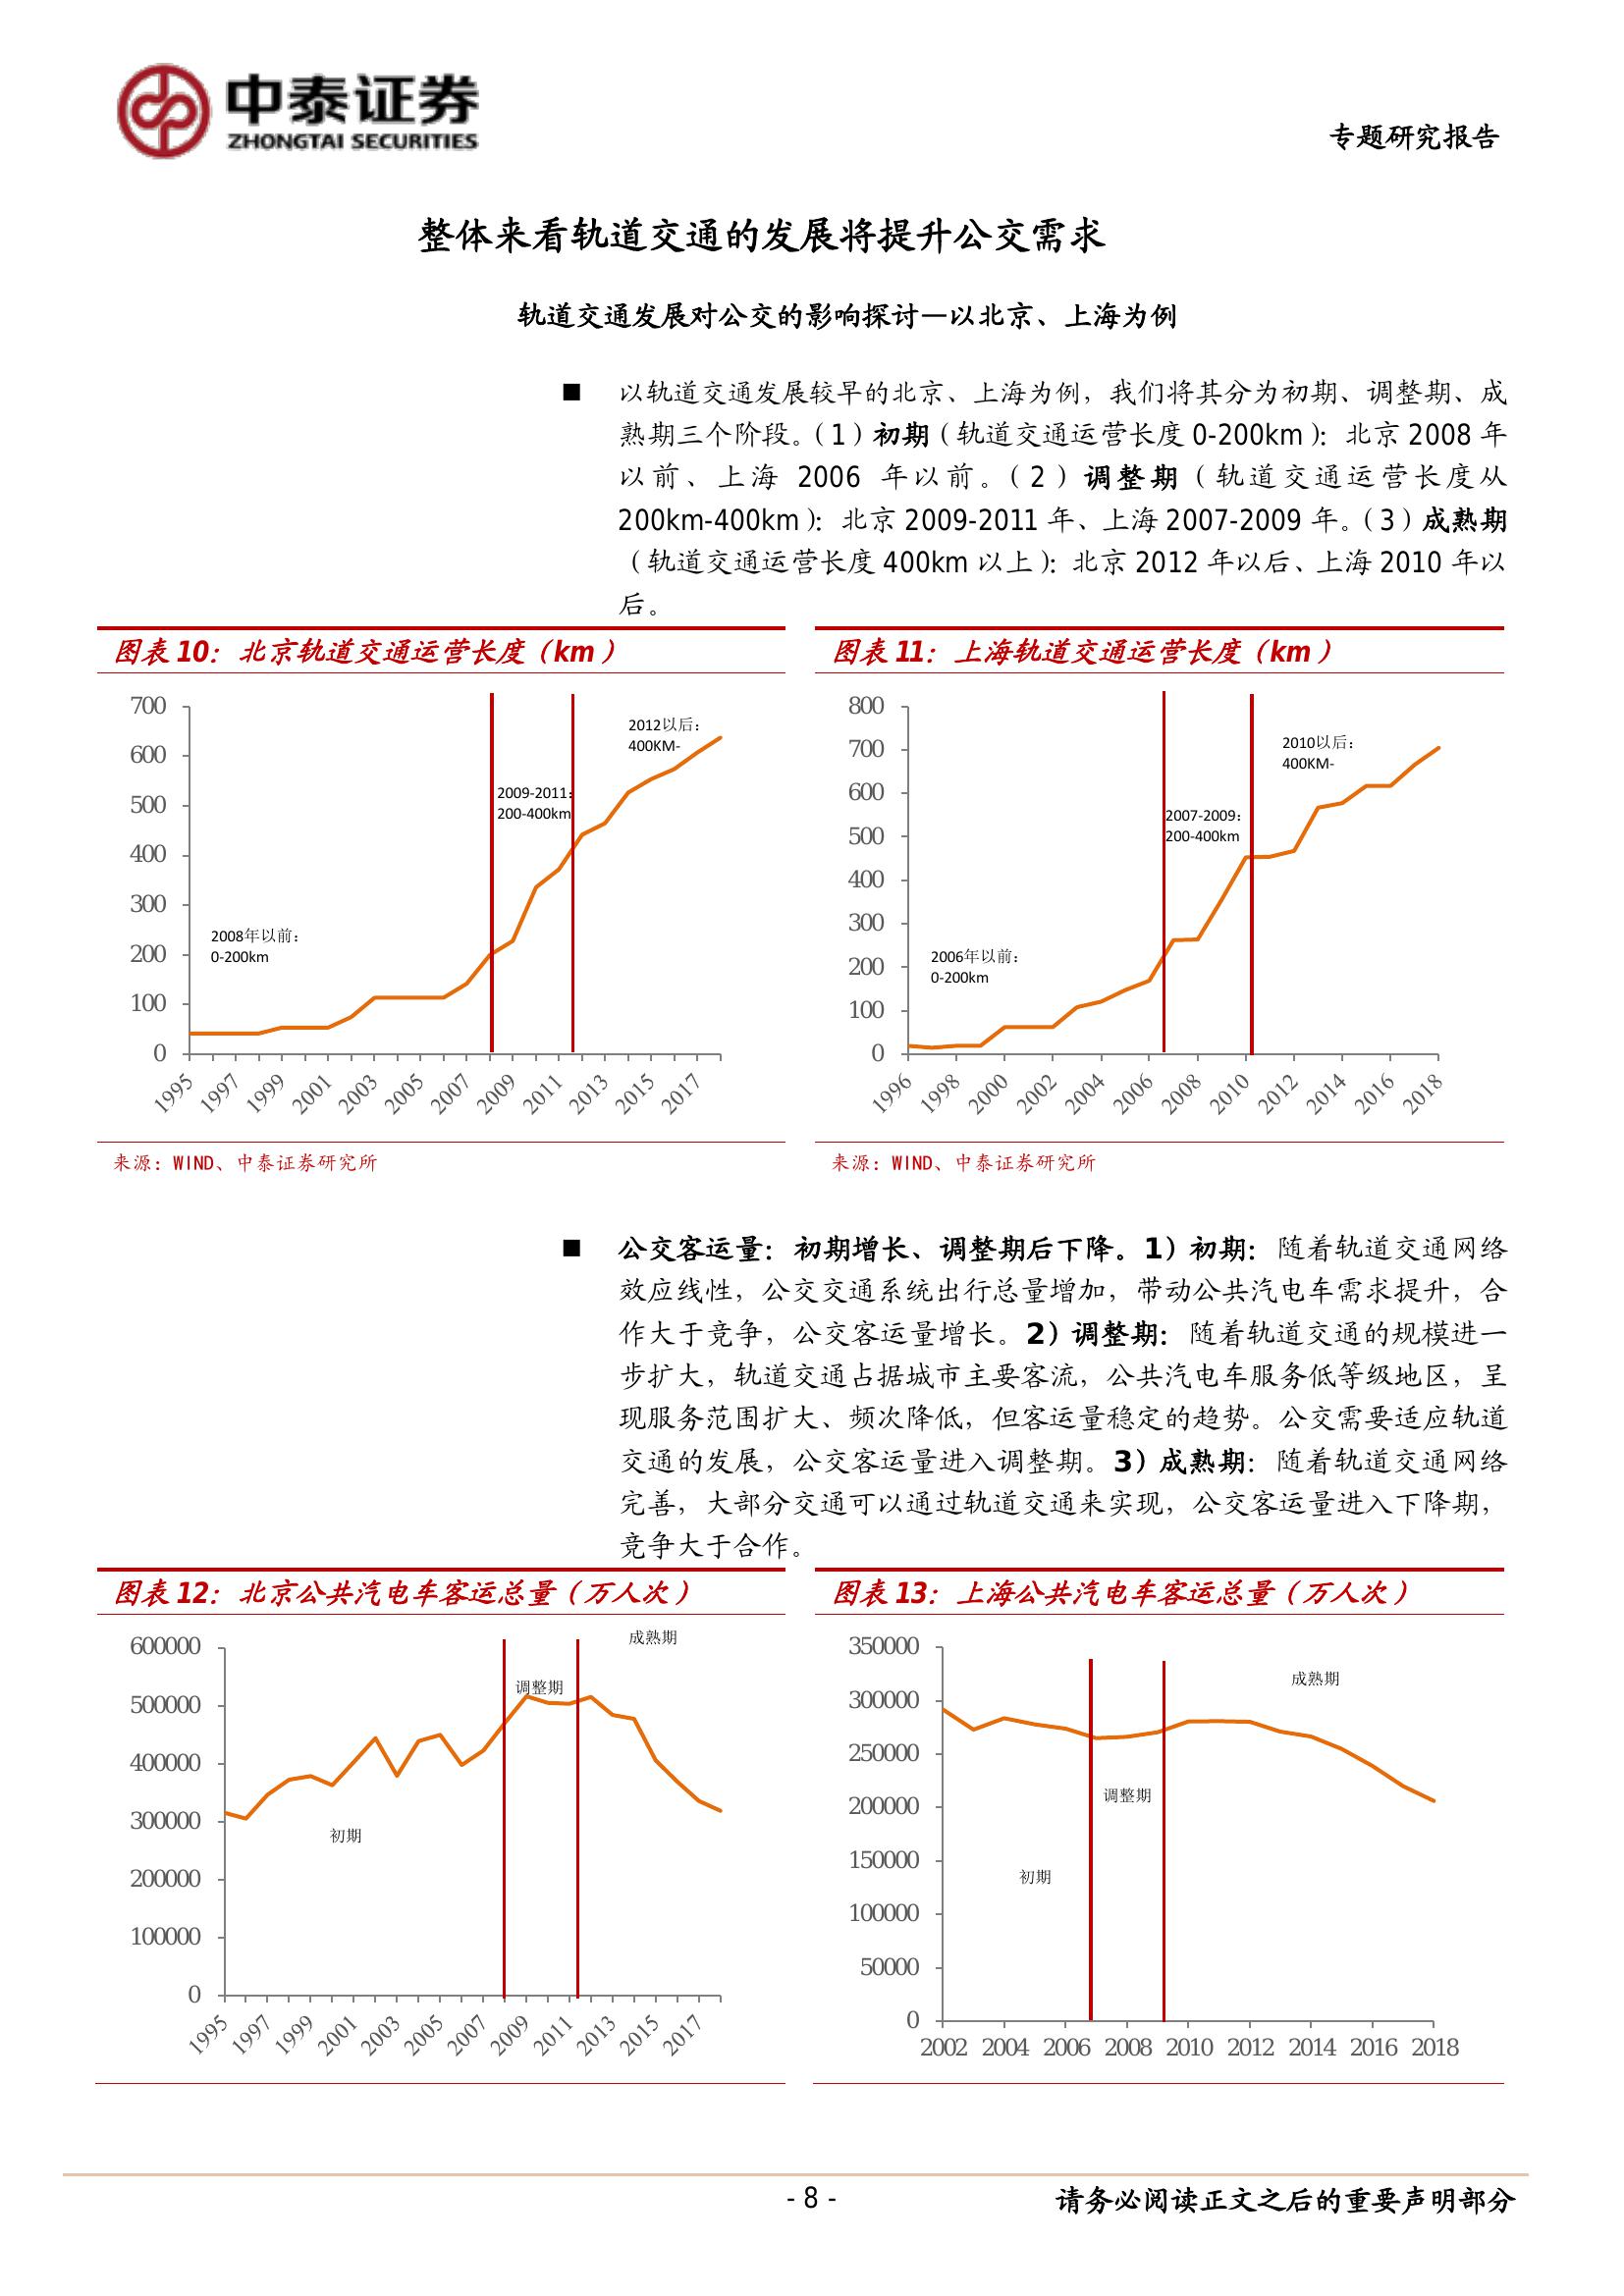 中泰证券
ZHONGTAI SECURITIES
专题研究报告
整体来看轨道交通的发展将提升公交需求
轨道交通发展对公交的影响探讨—以北京、上海为例
■ 以轨道交通发展较早的北京、上海为例，我们将其分为初期、调整期、成
熟期三个阶段。（1）初期（轨道交通运营长度 0-200km）：北京 2008 年
以前、上海 2006 年以前。（2）调整期（轨道交通运营长度从
200km-400km）：北京 2009-2011 年、上海 2007-2009 年。（3）成熟期
（轨道交通运营长度 400km 以上）：北京 2012 年以后、上海 2010 年以
后。
图表 10：北京轨道交通运营长度（km）
700
600
500
400
300
200
100
0
2008年以前：
0-200km
2009-2011：
200-400km
2012以后：
400KM-
1995 1997 1999 2001 2003 2005 2007 2009 2011 2013 2015 2017
来源：WIND、中泰证券研究所
图表 11：上海轨道交通运营长度（km）
800
700
600
500
400
300
200
100
0
2006年以前：
0-200km
2007-2009：
200-400km
2010以后：
400KM-
1996 1998 2000 2002 2004 2006 2008 2010 2012 2014 2016 2018
来源：WIND、中泰证券研究所
■ 公交客运量：初期增长、调整期后下降。1）初期：随着轨道交通网络
效应线性，公交交通系统出行总量增加，带动公共汽电车需求提升，合
作大于竞争，公交客运量增长。2）调整期：随着轨道交通的规模进一
步扩大，轨道交通占据城市主要客流，公共汽电车服务低等级地区，呈
现服务范围扩大、频次降低，但客运量稳定的趋势。公交需要适应轨道
交通的发展，公交客运量进入调整期。3）成熟期：随着轨道交通网络
完善，大部分交通可以通过轨道交通来实现，公交客运量进入下降期，
竞争大于合作。
图表 12：北京公共汽电车客运总量（万人次）
600000
500000
400000
300000
200000
100000
0
初期
调整期
成熟期
1995 1997 1999 2001 2003 2005 2007 2009 2011 2013 2015 2017
图表 13：上海公共汽电车客运总量（万人次）
350000
300000
250000
200000
150000
100000
50000
0
初期
调整期
成熟期
2002 2004 2006 2008 2010 2012 2014 2016 2018
- 8 -
请务必阅读正文之后的重要声明部分